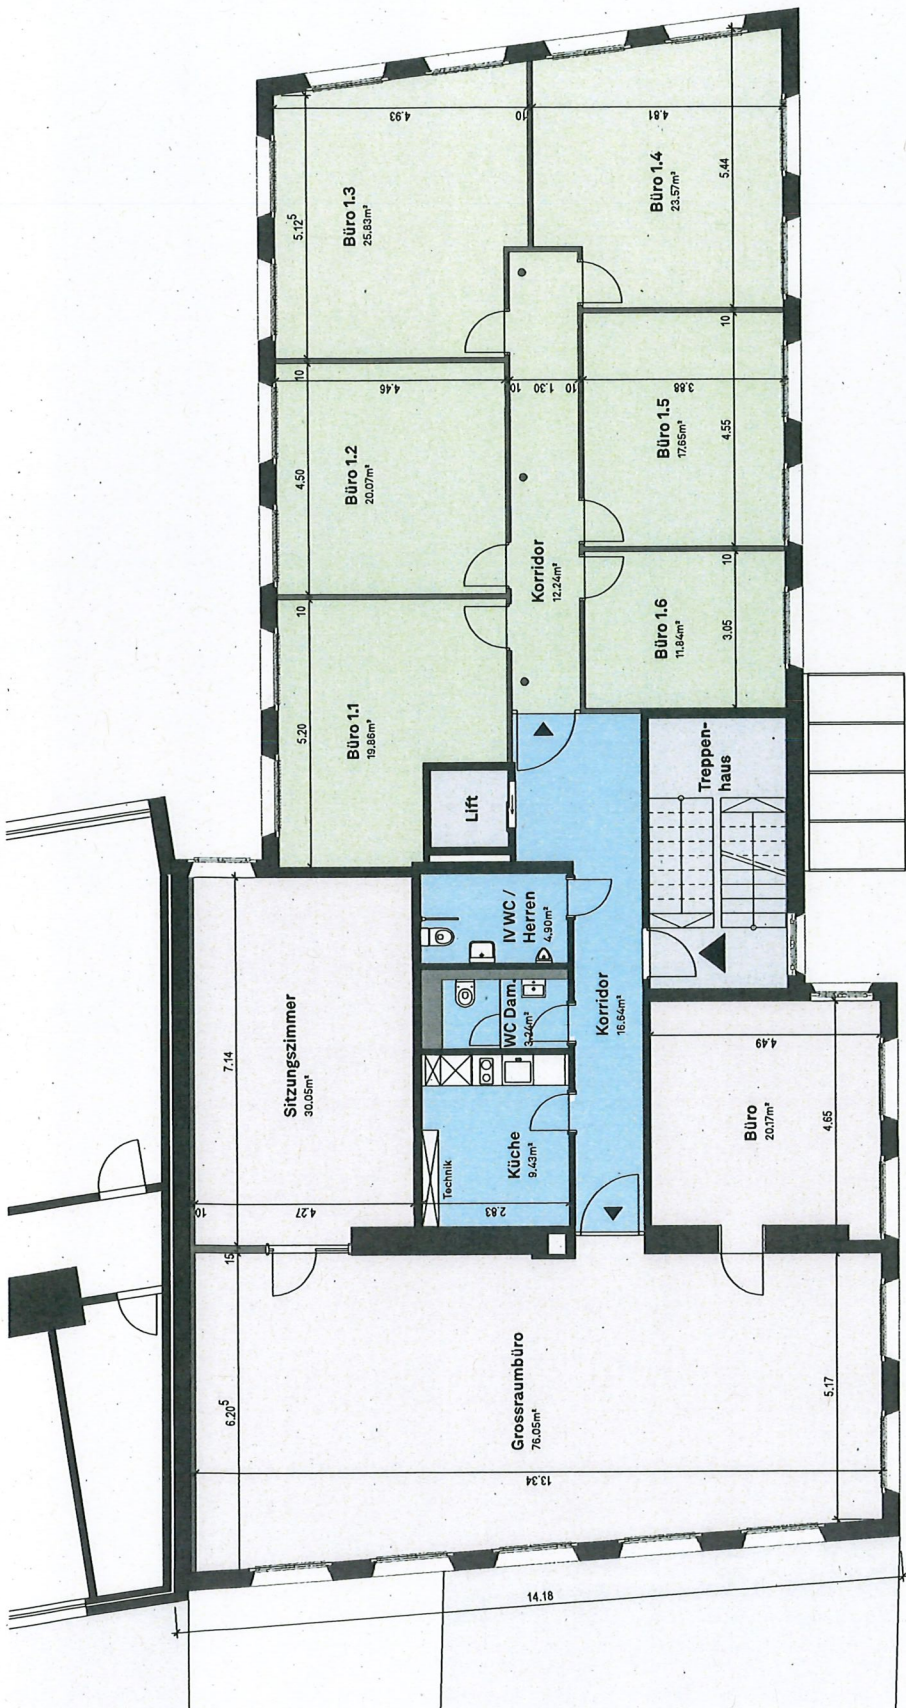 4.93
10
4.81
5.12⁵
Büro 1.3
25.83m²
Büro 1.4
23.57m²
5.44
10
4.46
10
1.30
10
3.88
10
4.50
Büro 1.2
20.07m²
Büro 1.5
17.65m²
4.55
Korridor
12.24m²
10
10
Büro 1.6
11.84m²
3.05
5.20
Büro 1.1
19.86m²
Lift
Treppen-
haus
IV WC /
Herren
4.90m²
WC Dam.
3.24m²
Korridor
16.64m²
Sitzungszimmer
30.05m²
7.14
Technik
Küche
9.43m²
2.83
4.27
10
15
Büro
20.17m²
4.49
4.65
6.20⁵
Grossraumbüro
76.05m²
5.17
13.34
14.18